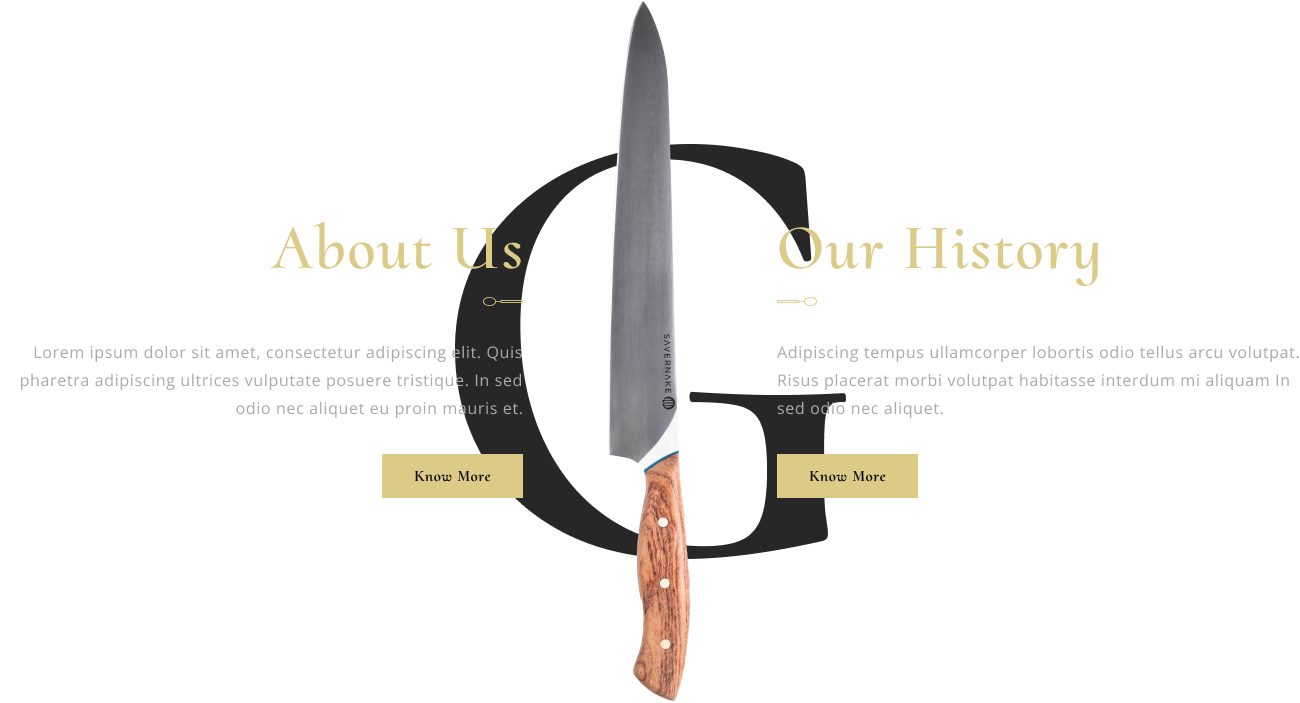 About Us
Lorem ipsum dolor sit amet, consectetur adipiscing elit. Quis
pharetra adipiscing ultrices vulputate posuere tristique. In sed
odio nec aliquet eu proin mauris et.
Know More
G
SAVERNAKE
Our History
Adipiscing tempus ullamcorper lobortis odio tellus arcu volutpat.
Risus placerat morbi volutpat habitasse interdum mi aliquam In
sed odio nec aliquet.
Know More